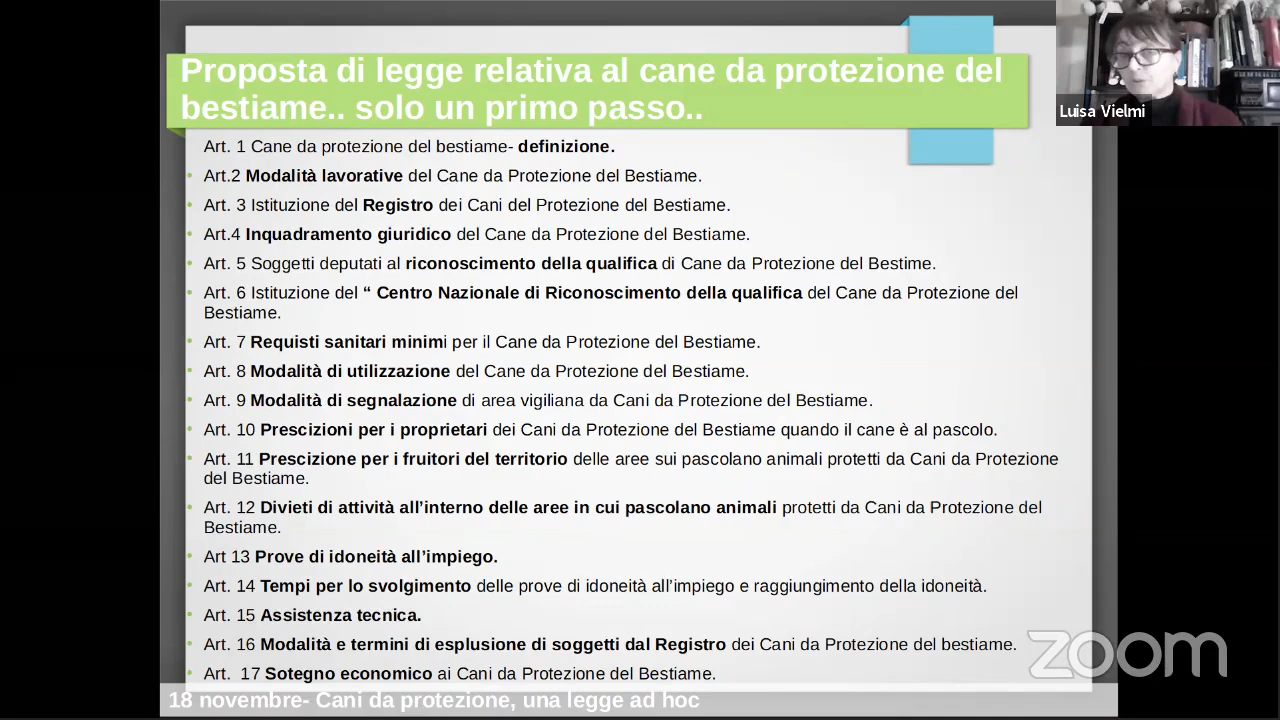 Proposta di legge relativa al cane da protezione del
bestiame.. solo un primo passo..
Luisa Vielmi
Art. 1 Cane da protezione del bestiame- definizione.
Art.2 Modalità lavorative del Cane da Protezione del Bestiame.
Art. 3 Istituzione del Registro dei Cani del Protezione del Bestiame.
Art.4 Inquadramento giuridico del Cane da Protezione del Bestiame.
Art. 5 Soggetti deputati al riconoscimento della qualifica di Cane da Protezione del Bestime.
Art. 6 Istituzione del “ Centro Nazionale di Riconoscimento della qualifica del Cane da Protezione del
Bestiame.
Art. 7 Requisti sanitari minimi per il Cane da Protezione del Bestiame.
Art. 8 Modalità di utilizzazione del Cane da Protezione del Bestiame.
Art. 9 Modalità di segnalazione di area vigiliana da Cani da Protezione del Bestiame.
Art. 10 Prescizioni per i proprietari dei Cani da Protezione del Bestiame quando il cane è al pascolo.
Art. 11 Prescizione per i fruitori del territorio delle aree sui pascolano animali protetti da Cani da Protezione
del Bestiame.
Art. 12 Divieti di attività all’interno delle aree in cui pascolano animali protetti da Cani da Protezione del
Bestiame.
Art 13 Prove di idoneità all’impiego.
Art. 14 Tempi per lo svolgimento delle prove di idoneità all’impiego e raggiungimento della idoneità.
Art. 15 Assistenza tecnica.
Art. 16 Modalità e termini di esplusione di soggetti dal Registro dei Cani da Protezione del bestiame.
Art. 17 Sotegno economico ai Cani da Protezione del Bestiame.
zoom
18 novembre- Cani da protezione, una legge ad hoc